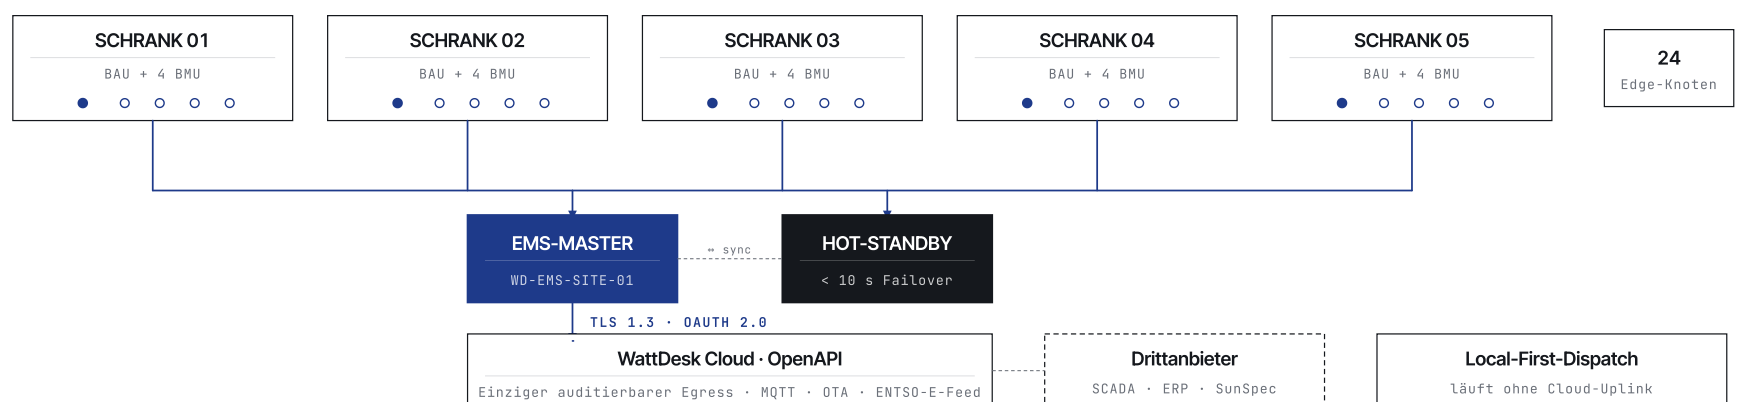 SCHRANK 01
BAU + 4 BMU
SCHRANK 02
BAU + 4 BMU
SCHRANK 03
BAU + 4 BMU
SCHRANK 04
BAU + 4 BMU
SCHRANK 05
BAU + 4 BMU
24
Edge-Knoten
EMS-MASTER
WD-EMS-SITE-01
↔ sync
HOT-STANDBY
< 10 s Failover
TLS 1.3 · OAUTH 2.0
WattDesk Cloud · OpenAPI
Einziger auditierbarer Egress · MQTT · OTA · ENTSO-E-Feed
Drittanbieter
SCADA · ERP · SunSpec
Local-First-Dispatch
läuft ohne Cloud-Uplink